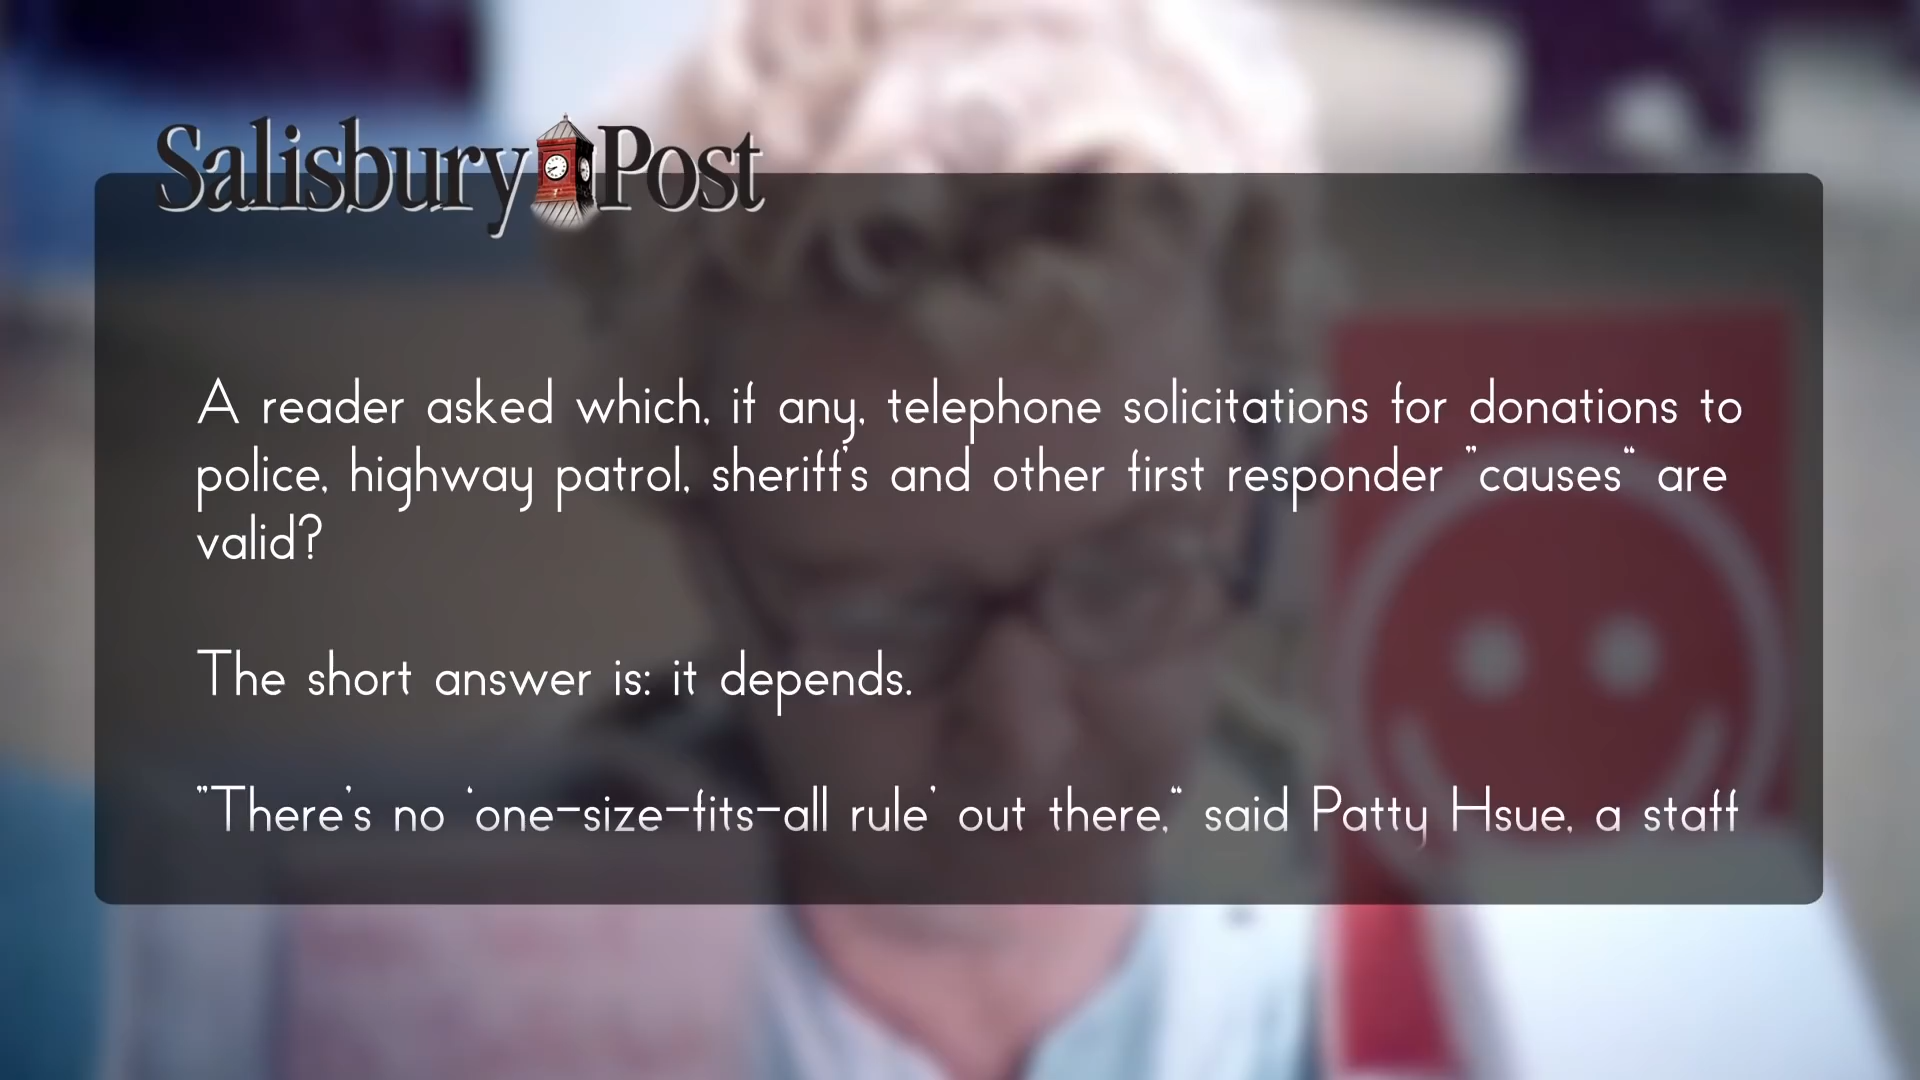 Salisbury Post
A reader asked which, if any, telephone solicitations for donations to
police, highway patrol, sheriff's and other first responder "causes" are
valid?
The short answer is: it depends.
"There's no 'one-size-fits-all rule' out there," said Patty Hsue, a staff